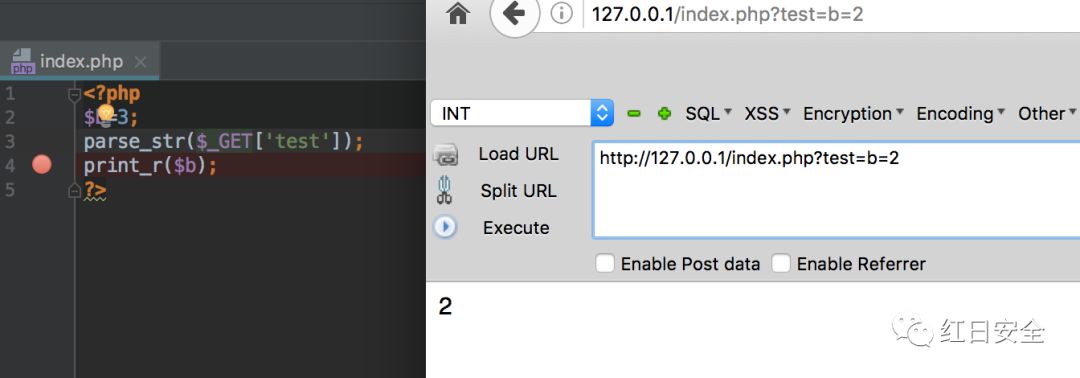 index.php
1 <?php
2 $b=3;
3 parse_str($_GET['test']);
4 print_r($b);
5 ?>
127.0.0.1/index.php?test=b=2
INT
SQL XSS Encryption Encoding Other
Load URL
Split URL
Execute
http://127.0.0.1/index.php?test=b=2
Enable Post data Enable Referrer
2
红日安全